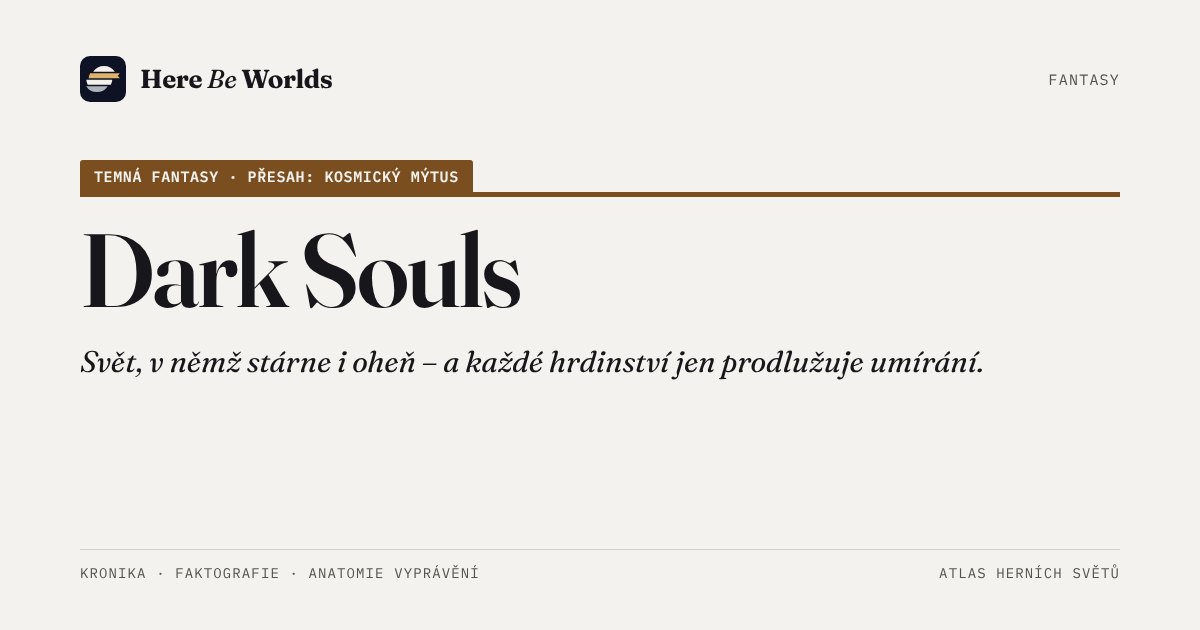 Here Be Worlds
FANTASY
TEMNÁ FANTASY · PŘESAH: KOSMICKÝ MÝTUS
Dark Souls
Svět, v němž stárne i oheň – a každé hrdinství jen prodlužuje umírání.
KRONIKA · FAKTOGRAFIE · ANATOMIE VYPRÁVĚNÍ
ATLAS HERNÍCH SVĚTŮ